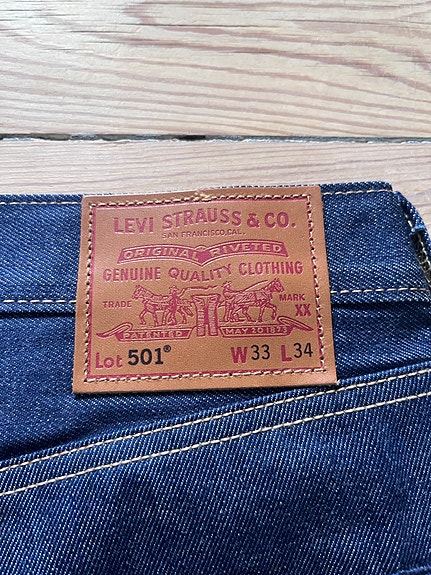 LEVI STRAUSS & CO.
SAN FRANCISCO, CAL.
ORIGINAL RIVETED
GENUINE QUALITY CLOTHING
TRADE MARK
XX
PATENTED MAY 20 1873
Lot 501® W33 L34